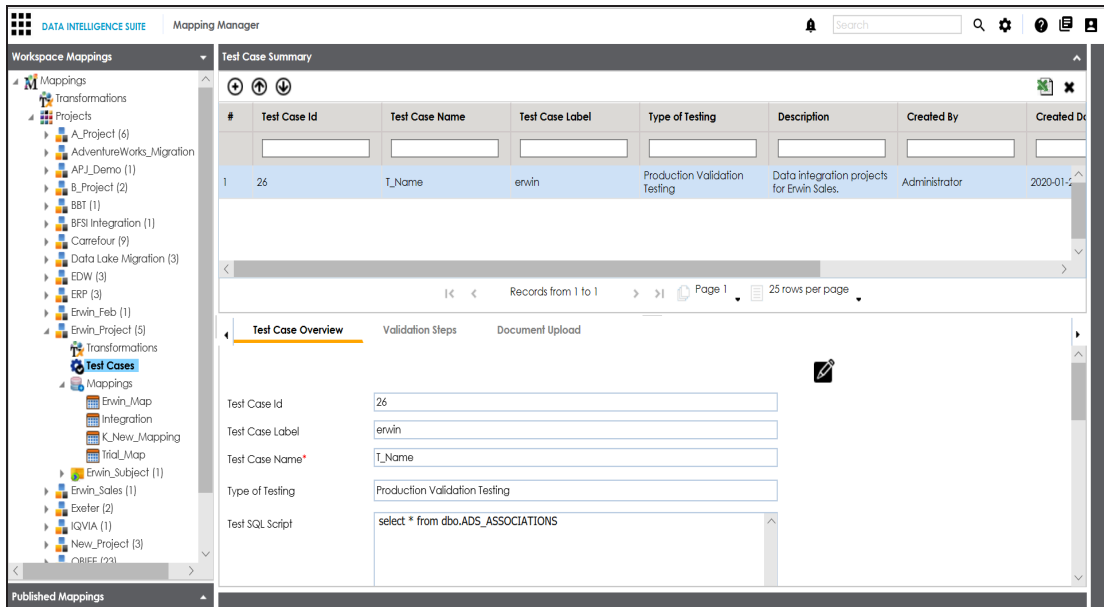 DATA INTELLIGENCE SUITE Mapping Manager Search
Workspace Mappings
Mappings
Transformations
Projects
A_Project (6)
AdventureWorks_Migration
APJ_Demo (1)
B_Project (2)
BBT (1)
BFSI Integration (1)
Carrefour (9)
Data Lake Migration (3)
EDW (3)
ERP (3)
Erwin_Feb (1)
Erwin_Project (5)
Transformations
Test Cases
Mappings
Erwin_Map
Integration
K_New_Mapping
Trial_Map
Erwin_Subject (1)
Erwin_Sales (1)
Exeter (2)
IQVIA (1)
New_Project (3)
OBIEE (23)
Published Mappings
Test Case Summary
# Test Case Id Test Case Name Test Case Label Type of Testing Description Created By Created Da
1 26 T_Name erwin Production Validation Testing Data integration projects for Erwin Sales. Administrator 2020-01-2
Records from 1 to 1 Page 1 25 rows per page
Test Case Overview Validation Steps Document Upload
Test Case Id 26
Test Case Label erwin
Test Case Name* T_Name
Type of Testing Production Validation Testing
Test SQL Script select * from dbo.ADS_ASSOCIATIONS